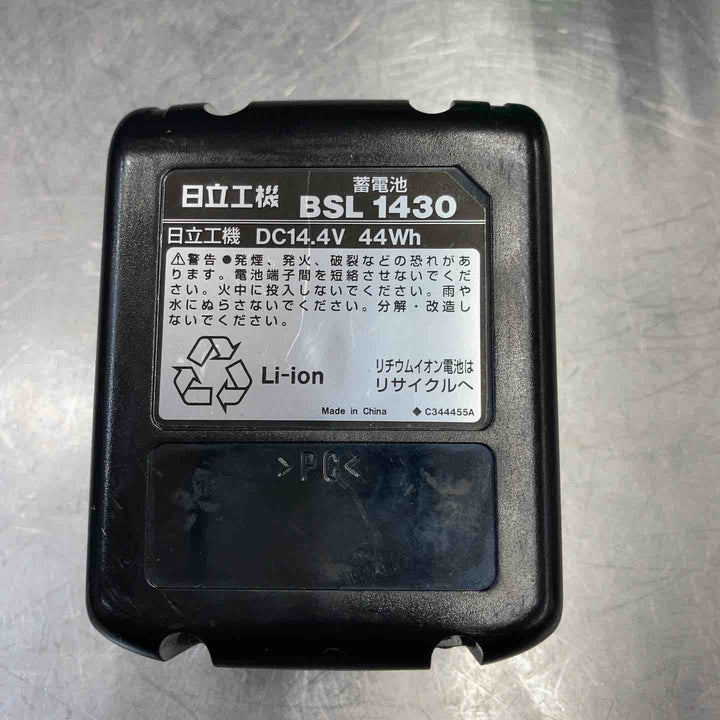 日立工機 蓄電池 BSL 1430
日立工機 DC14.4V 44Wh
⚠警告 ●発煙、発火、破裂などの恐れがあ
ります。電池端子間を短絡させないでくだ
さい。火中に投入しないでください。雨や
水にぬらさないでください。分解・改造し
ないでください。
Li-ion
リチウムイオン電池は
リサイクルへ
Made in China ◆ C344455A
>PC<